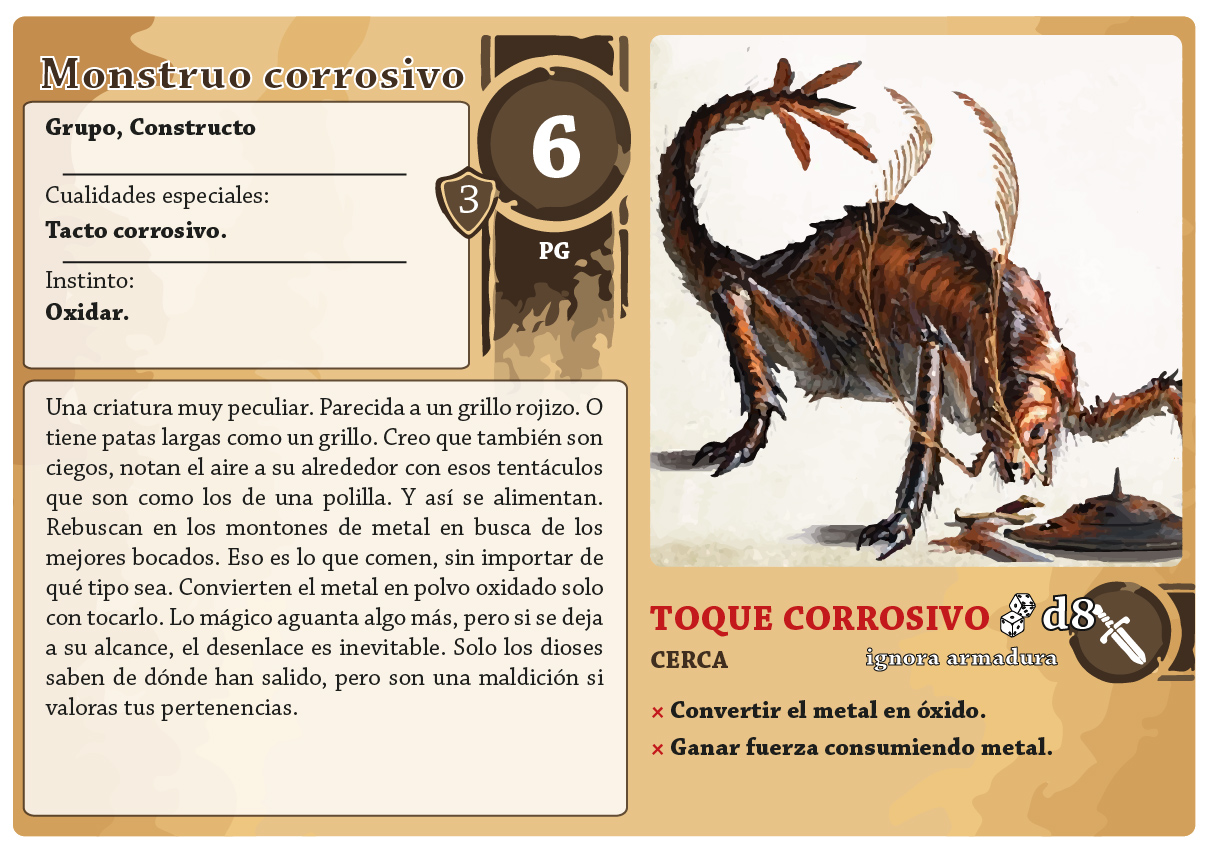 Monstruo corrosivo
Grupo, Constructo
Cualidades especiales:
Tacto corrosivo.
Instinto:
Oxidar.
3
6
PG
Una criatura muy peculiar. Parecida a un grillo rojizo. O
tiene patas largas como un grillo. Creo que también son
ciegos, notan el aire a su alrededor con esos tentáculos
que son como los de una polilla. Y así se alimentan.
Rebuscan en los montones de metal en busca de los
mejores bocados. Eso es lo que comen, sin importar de
qué tipo sea. Convierten el metal en polvo oxidado solo
con tocarlo. Lo mágico aguanta algo más, pero si se deja
a su alcance, el desenlace es inevitable. Solo los dioses
saben de dónde han salido, pero son una maldición si
valoras tus pertenencias.
TOQUE CORROSIVO d8
CERCA ignora armadura
× Convertir el metal en óxido.
× Ganar fuerza consumiendo metal.